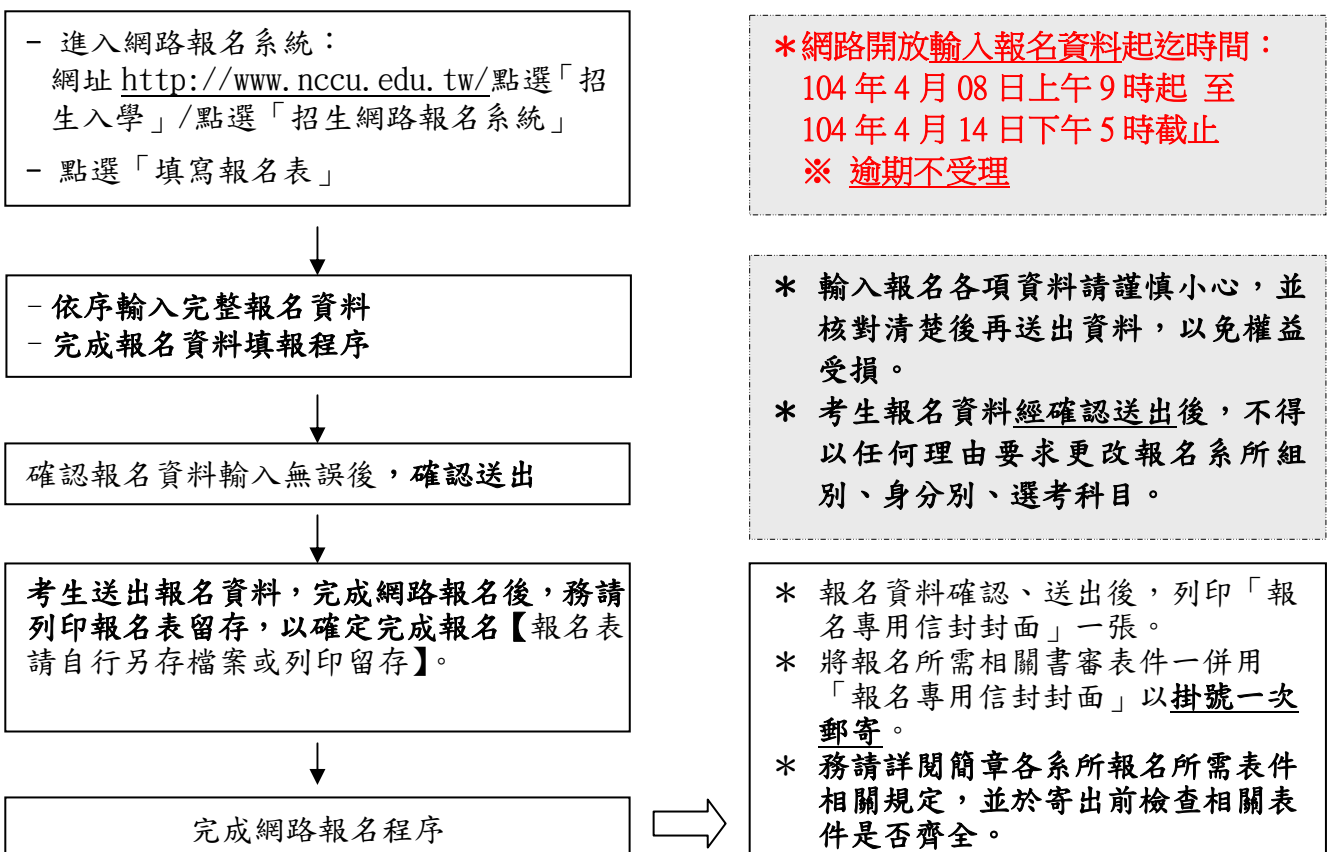 - 進入網路報名系統：
網址 http://www.nccu.edu.tw/點選「招
生入學」/點選「招生網路報名系統」
- 點選「填寫報名表」
＊網路開放輸入報名資料起迄時間：
104 年 4 月 08 日上午 9 時起 至
104 年 4 月 14 日下午 5 時截止
※ 逾期不受理
- 依序輸入完整報名資料
- 完成報名資料填報程序
＊ 輸入報名各項資料請謹慎小心，並
核對清楚後再送出資料，以免權益
受損。
＊ 考生報名資料經確認送出後，不得
以任何理由要求更改報名系所組
別、身分別、選考科目。
確認報名資料輸入無誤後，確認送出
考生送出報名資料，完成網路報名後，務請
列印報名表留存，以確定完成報名【報名表
請自行另存檔案或列印留存】。
＊ 報名資料確認、送出後，列印「報
名專用信封封面」一張。
＊ 將報名所需相關書審表件一併用
「報名專用信封封面」以掛號一次
郵寄。
＊ 務請詳閱簡章各系所報名所需表件
相關規定，並於寄出前檢查相關表
件是否齊全。
完成網路報名程序